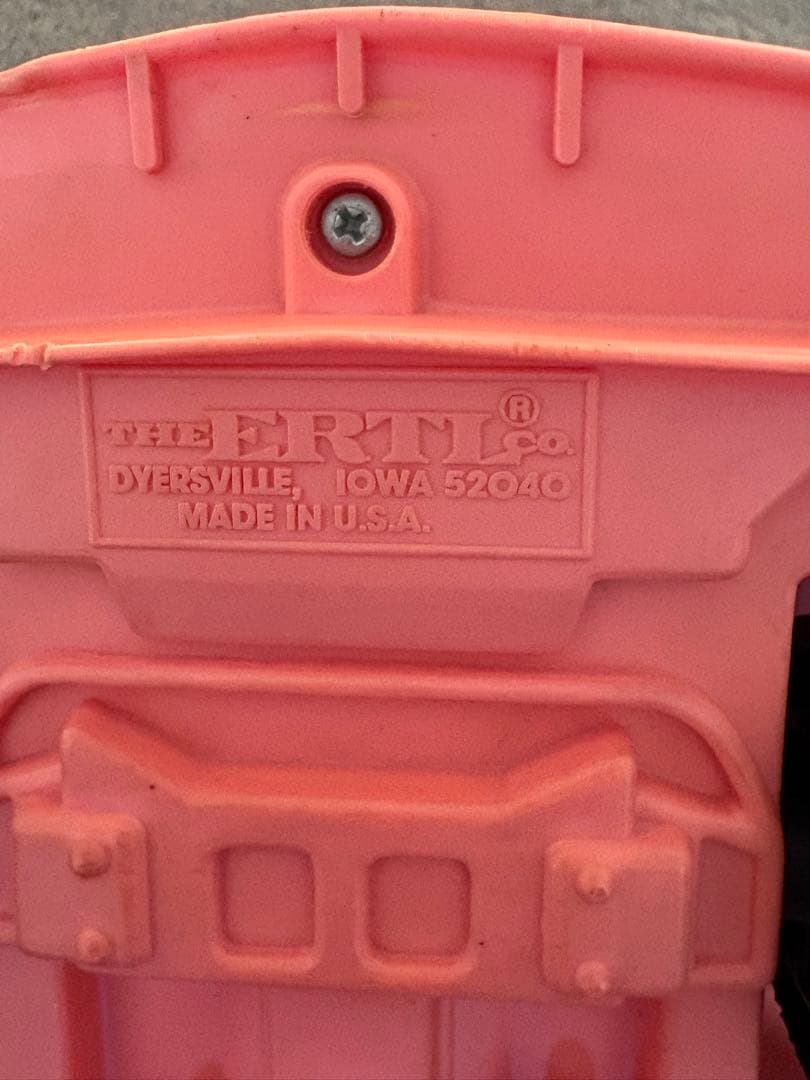 THE ERTL CO.®
DYERSVILLE, IOWA 52040
MADE IN U.S.A.